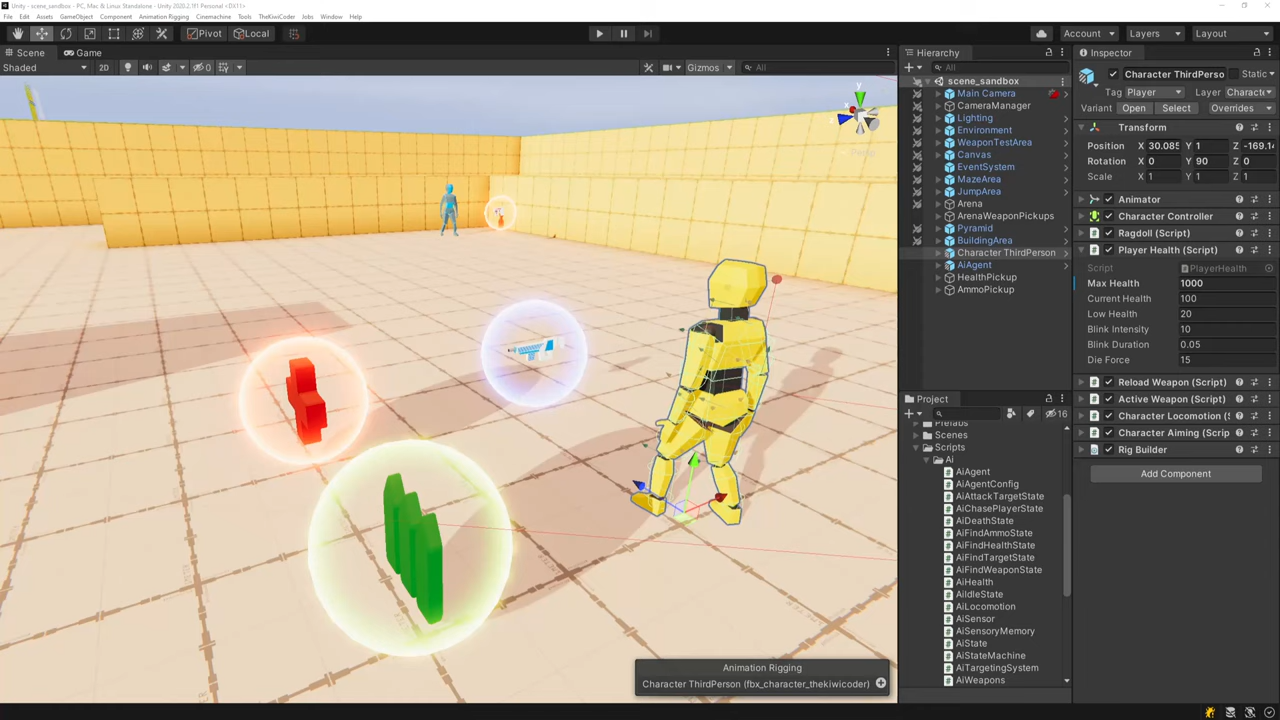 Unity - scene_sandbox - PC, Mac & Linux Standalone - Unity 2020.2.1f1 Personal <DX11>
File Edit Assets GameObject Component Animation Rigging Cinemachine Tools TheKiwiCoder Jobs Window Help
Pivot Local Account Layers Layout
Scene Game
Shaded 2D 0 Gizmos All
y
x
Persp
Animation Rigging
Character ThirdPerson (fbx_character_thekiwicoder)
Hierarchy
All
scene_sandbox
Main Camera
CameraManager
Lighting
Environment
WeaponTestArea
Canvas
EventSystem
MazeArea
JumpArea
Arena
ArenaWeaponPickups
Pyramid
BuildingArea
Character ThirdPerson
AiAgent
HealthPickup
AmmoPickup
Project
16
Prefabs
Scenes
Scripts
Ai
AiAgent
AiAgentConfig
AiAttackTargetState
AiChasePlayerState
AiDeathState
AiFindAmmoState
AiFindHealthState
AiFindTargetState
AiFindWeaponState
AiHealth
AiIdleState
AiLocomotion
AiSensor
AiSensoryMemory
AiState
AiStateMachine
AiTargetingSystem
AiWeapons
Inspector
Character ThirdPerso Static
Tag Player Layer Charact
Variant Open Select Overrides
Transform
Position X 30.085 Y 1 Z -169.14
Rotation X 0 Y 90 Z 0
Scale X 1 Y 1 Z 1
Animator
Character Controller
Ragdoll (Script)
Player Health (Script)
Script PlayerHealth
Max Health 1000
Current Health 100
Low Health 20
Blink Intensity 10
Blink Duration 0.05
Die Force 15
Reload Weapon (Script)
Active Weapon (Script)
Character Locomotion (S
Character Aiming (Scrip
Rig Builder
Add Component